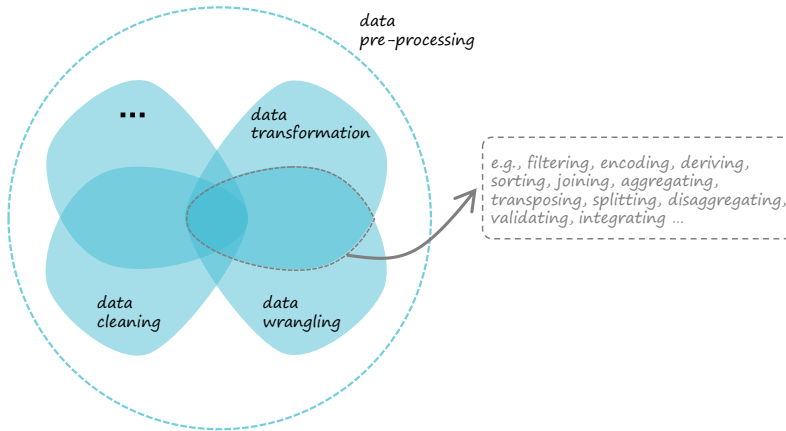 data
pre-processing
...
data
transformation
e.g., filtering, encoding, deriving,
sorting, joining, aggregating,
transposing, splitting, disaggregating,
validating, integrating ...
data
cleaning
data
wrangling